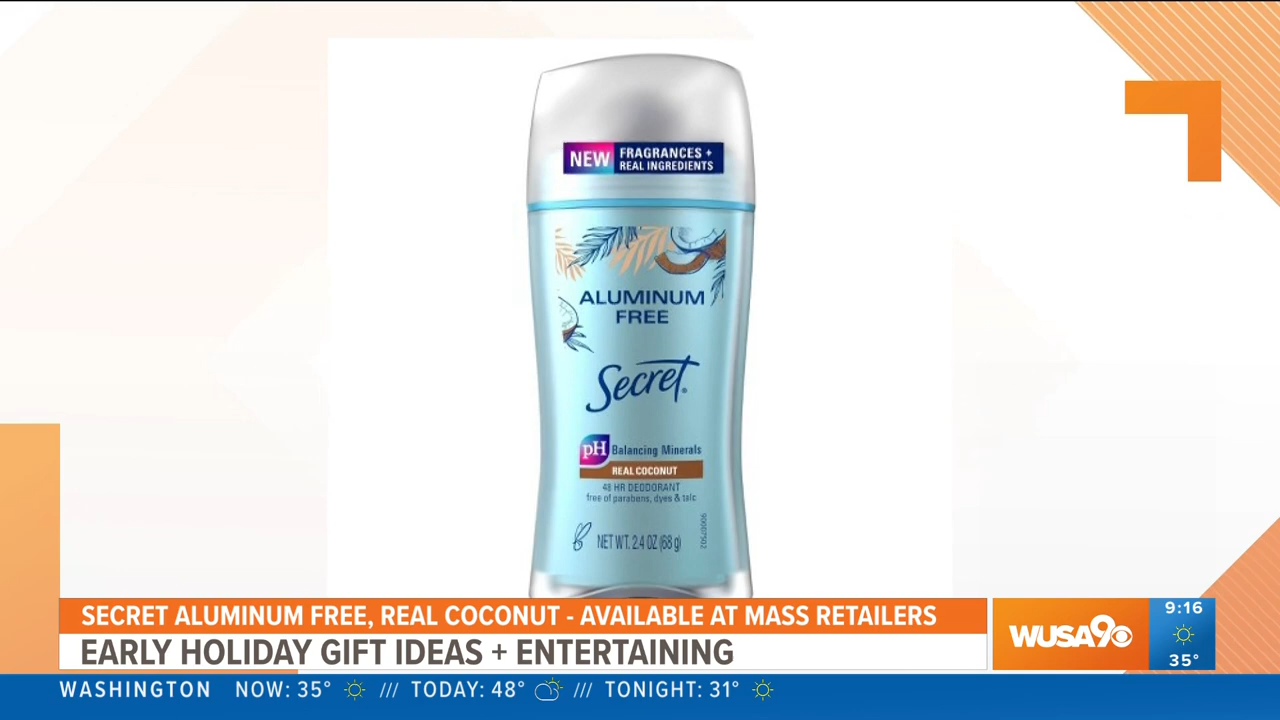 NEW FRAGRANCES +
REAL INGREDIENTS
ALUMINUM
FREE
Secret®
pH Balancing Minerals
REAL COCONUT
48 HR DEODORANT
free of parabens, dyes & talc
NET WT. 2.4 OZ (68 g)
90007502
SECRET ALUMINUM FREE, REAL COCONUT - AVAILABLE AT MASS RETAILERS
EARLY HOLIDAY GIFT IDEAS + ENTERTAINING
WUSA9
9:16
35°
WASHINGTON NOW: 35° /// TODAY: 48° /// TONIGHT: 31°